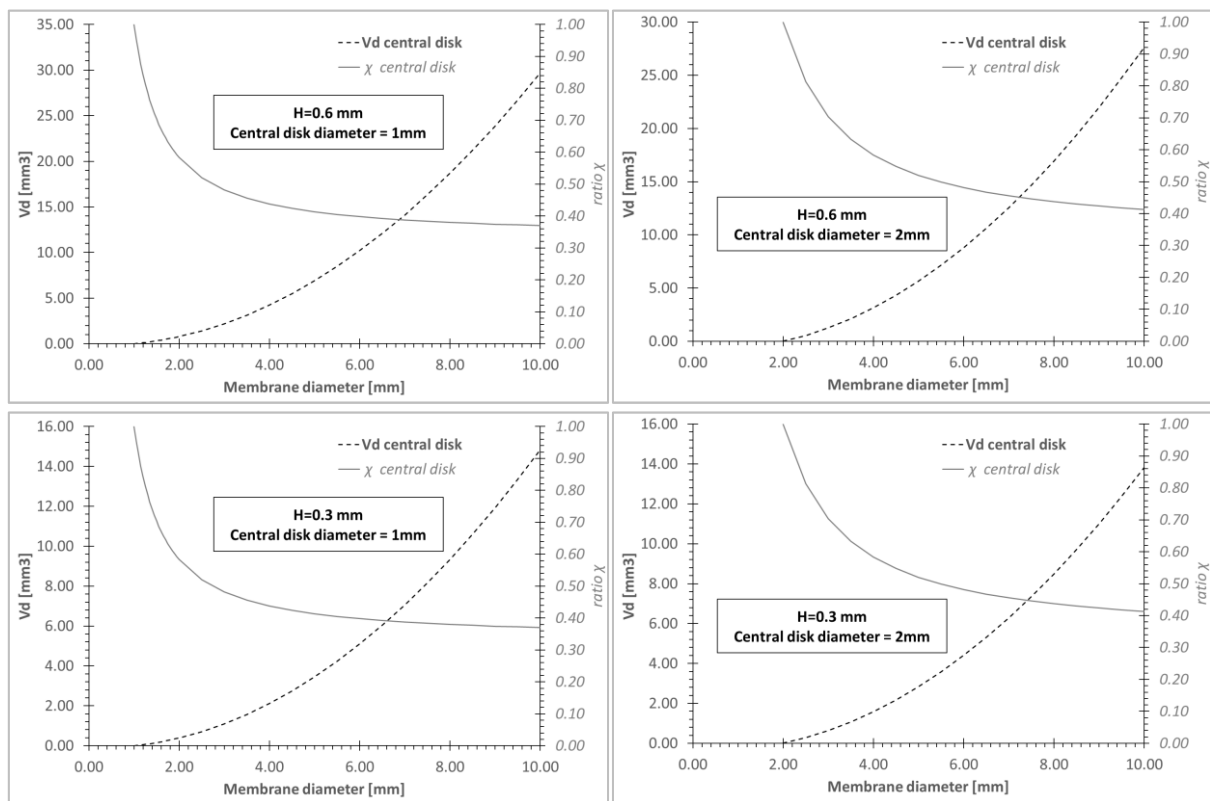 35.00
30.00
25.00
20.00
15.00
10.00
5.00
0.00
Vd [mm3]
Vd central disk
χ central disk
H=0.6 mm
Central disk diameter = 1mm
1.00
0.90
0.80
0.70
0.60
0.50
0.40
0.30
0.20
0.10
0.00
ratio χ
0.00 2.00 4.00 6.00 8.00 10.00
Membrane diameter [mm]
30.00
25.00
20.00
15.00
10.00
5.00
0.00
Vd [mm3]
Vd central disk
χ central disk
H=0.6 mm
Central disk diameter = 2mm
1.00
0.90
0.80
0.70
0.60
0.50
0.40
0.30
0.20
0.10
0.00
ratio χ
0.00 2.00 4.00 6.00 8.00 10.00
Membrane diameter [mm]
16.00
14.00
12.00
10.00
8.00
6.00
4.00
2.00
0.00
Vd [mm3]
Vd central disk
χ central disk
H=0.3 mm
Central disk diameter = 1mm
1.00
0.90
0.80
0.70
0.60
0.50
0.40
0.30
0.20
0.10
0.00
ratio χ
0.00 2.00 4.00 6.00 8.00 10.00
Membrane diameter [mm]
16.00
14.00
12.00
10.00
8.00
6.00
4.00
2.00
0.00
Vd [mm3]
Vd central disk
χ central disk
H=0.3 mm
Central disk diameter = 2mm
1.00
0.90
0.80
0.70
0.60
0.50
0.40
0.30
0.20
0.10
0.00
ratio χ
0.00 2.00 4.00 6.00 8.00 10.00
Membrane diameter [mm]